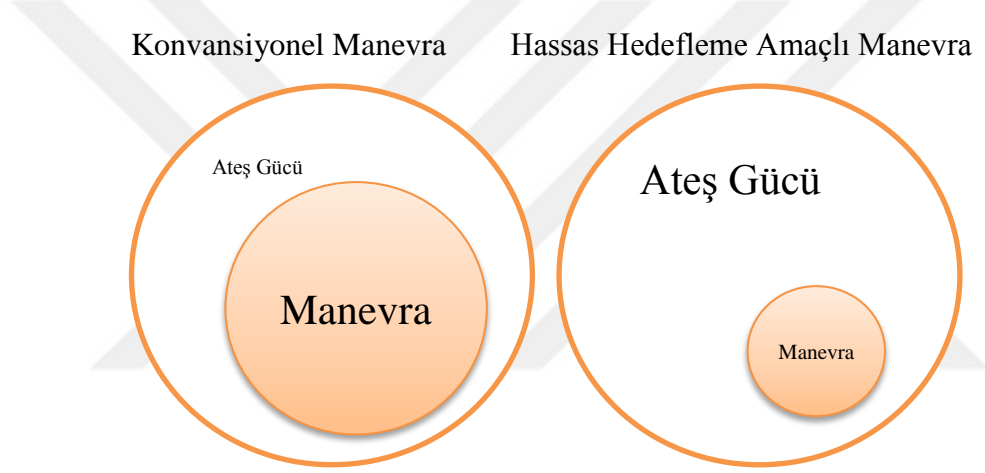 Konvansiyonel Manevra
Hassas Hedefleme Amaçlı Manevra
Ateş Gücü
Manevra
Ateş Gücü
Manevra